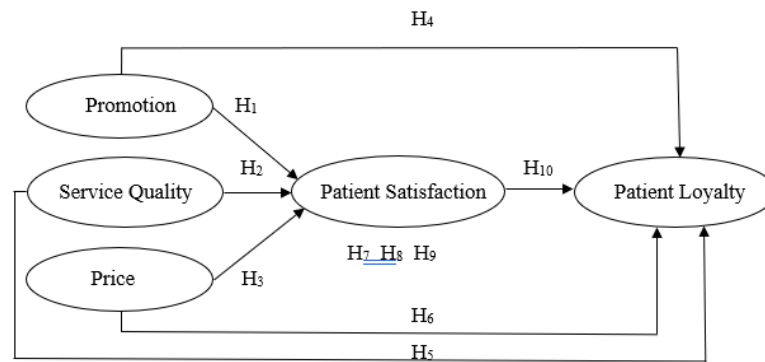 H4
Promotion
H1
H2
H10
Service Quality
Patient Satisfaction
Patient Loyalty
H7 H8 H9
Price
H3
H6
H5